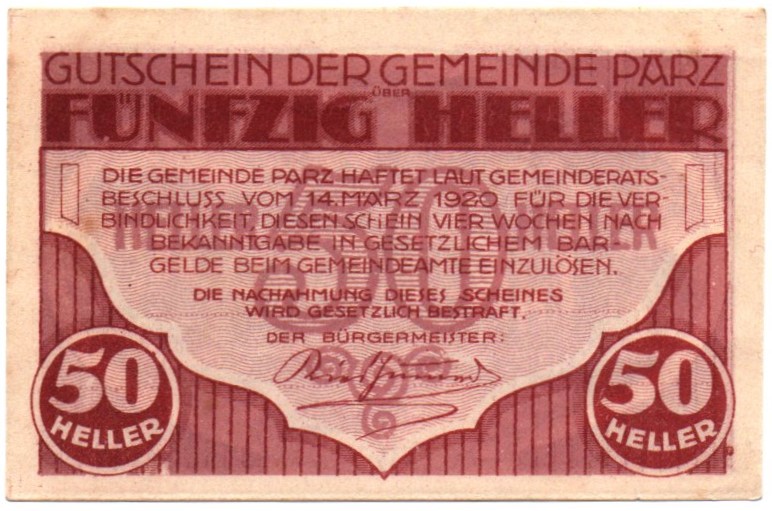 GUTSCHEIN DER GEMEINDE PARZ
ÜBER
FÜNFZIG HELLER
DIE GEMEINDE PARZ HAFTET LAUT GEMEINDERATS-
BESCHLUSS VOM 14. MÄRZ 1920 FÜR DIE VER-
BINDLICHKEIT, DIESEN SCHEIN VIER WOCHEN NACH
BEKANNTGABE IN GESETZLICHEM BAR-
GELDE BEIM GEMEINDEAMTE EINZULÖSEN.
DIE NACHAHMUNG DIESES SCHEINES
WIRD GESETZLICH BESTRAFT.
DER BÜRGERMEISTER:
50
HELLER
50
HELLER
50